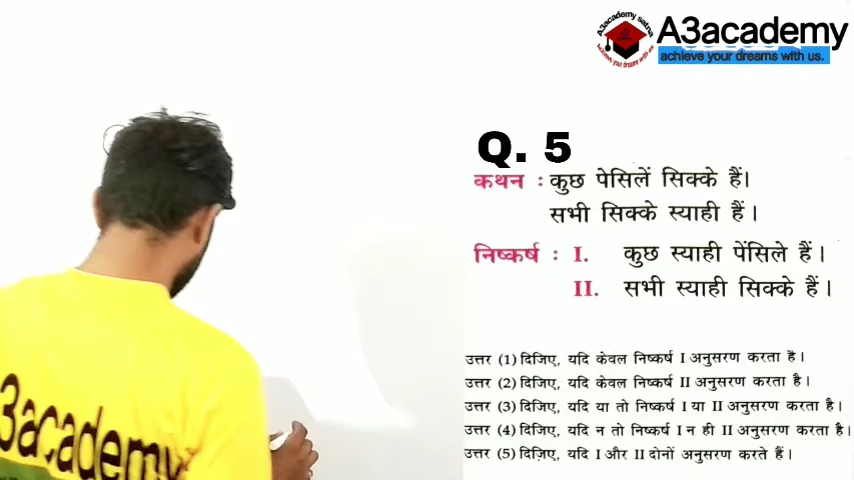 A3academy satna
A3academy
achieve your dreams with us.
Q. 5
कथन : कुछ पेसिलें सिक्के हैं।
सभी सिक्के स्याही हैं ।
निष्कर्ष : I. कुछ स्याही पेंसिले हैं ।
II. सभी स्याही सिक्के हैं ।
उत्तर (1) दिजिए, यदि केवल निष्कर्ष I अनुसरण करता है ।
उत्तर (2) दिजिए, यदि केवल निष्कर्ष II अनुसरण करता है ।
उत्तर (3) दिजिए, यदि या तो निष्कर्ष I या II अनुसरण करता है ।
उत्तर (4) दिजिए, यदि न तो निष्कर्ष I न ही II अनुसरण करता है ।
उत्तर (5) दिज़िए, यदि I और II दोनों अनुसरण करते हैं ।
3academy